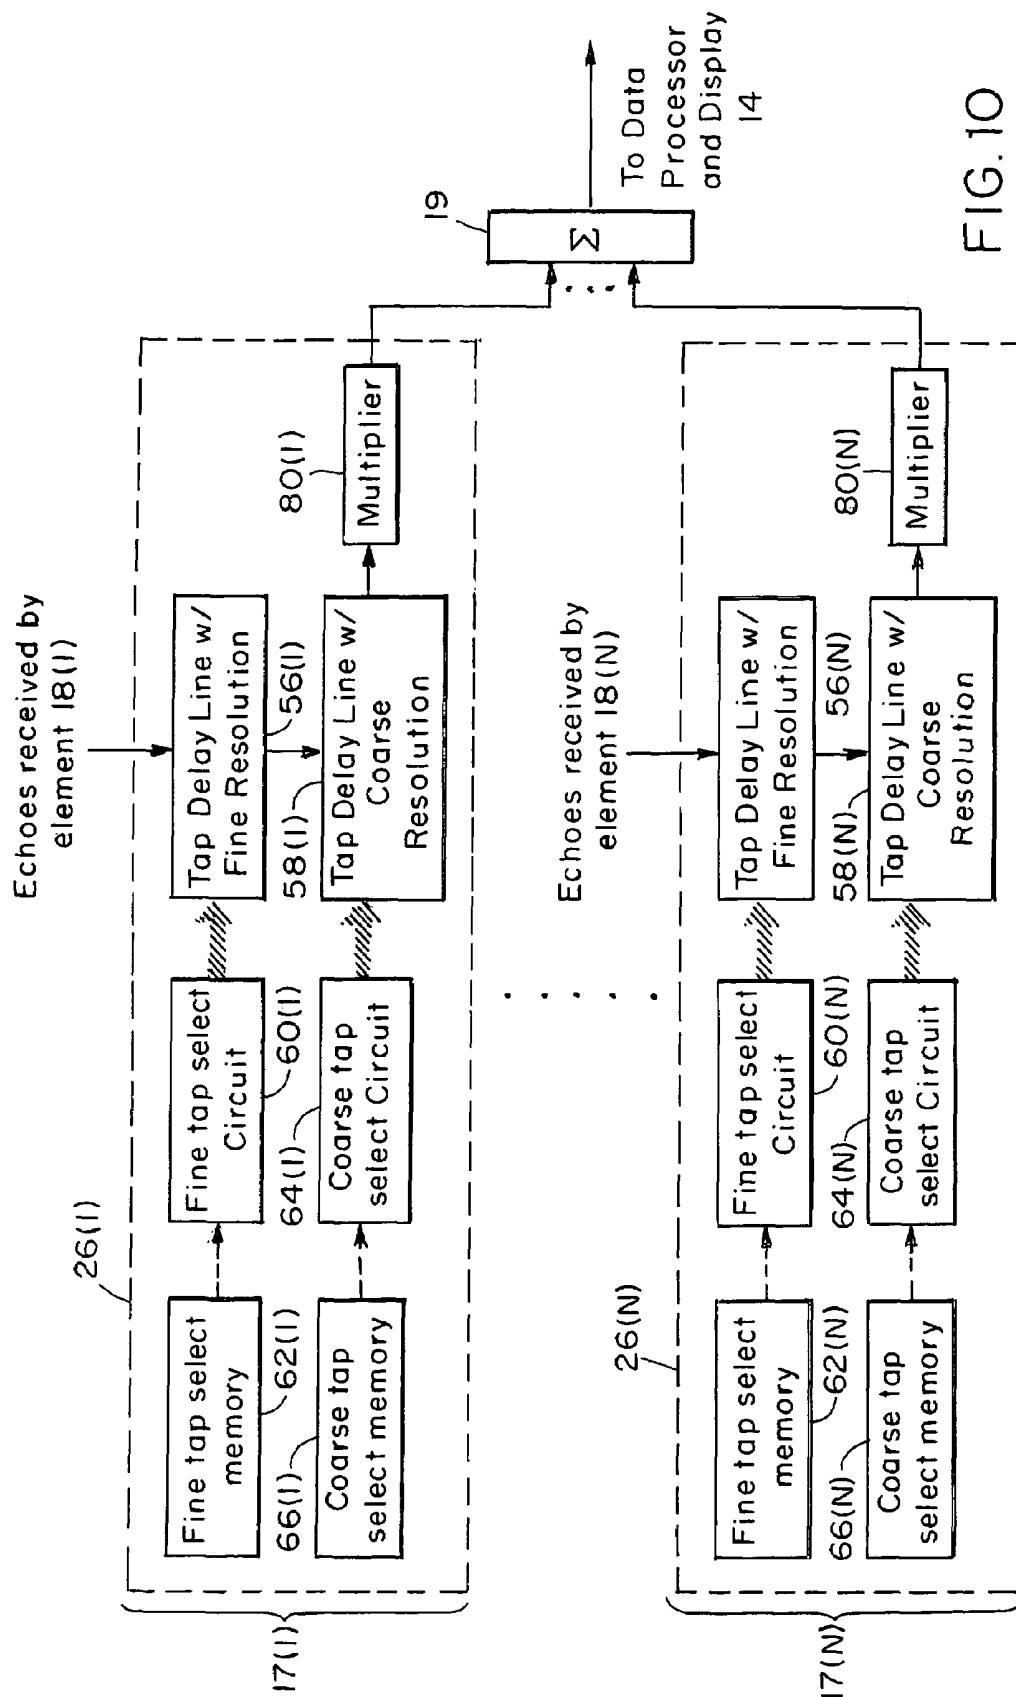 Echoes received by
element 18(1)
26(1)
17(1)
Fine tap select
memory
62(1)
Fine tap select
Circuit
60(1)
Tap Delay Line w/
Fine Resolution
56(1)
66(1)
Coarse tap
select memory
64(1)
Coarse tap
select Circuit
58(1)
Tap Delay Line w/
Coarse
Resolution
80(1)
Multiplier
19
Σ
To Data
Processor
and Display
14
Echoes received by
element 18(N)
26(N)
17(N)
Fine tap select
memory
62(N)
Fine tap select
Circuit
60(N)
Tap Delay Line w/
Fine Resolution
56(N)
66(N)
Coarse tap
select memory
64(N)
Coarse tap
select Circuit
58(N)
Tap Delay Line w/
Coarse
Resolution
80(N)
Multiplier
FIG. 10